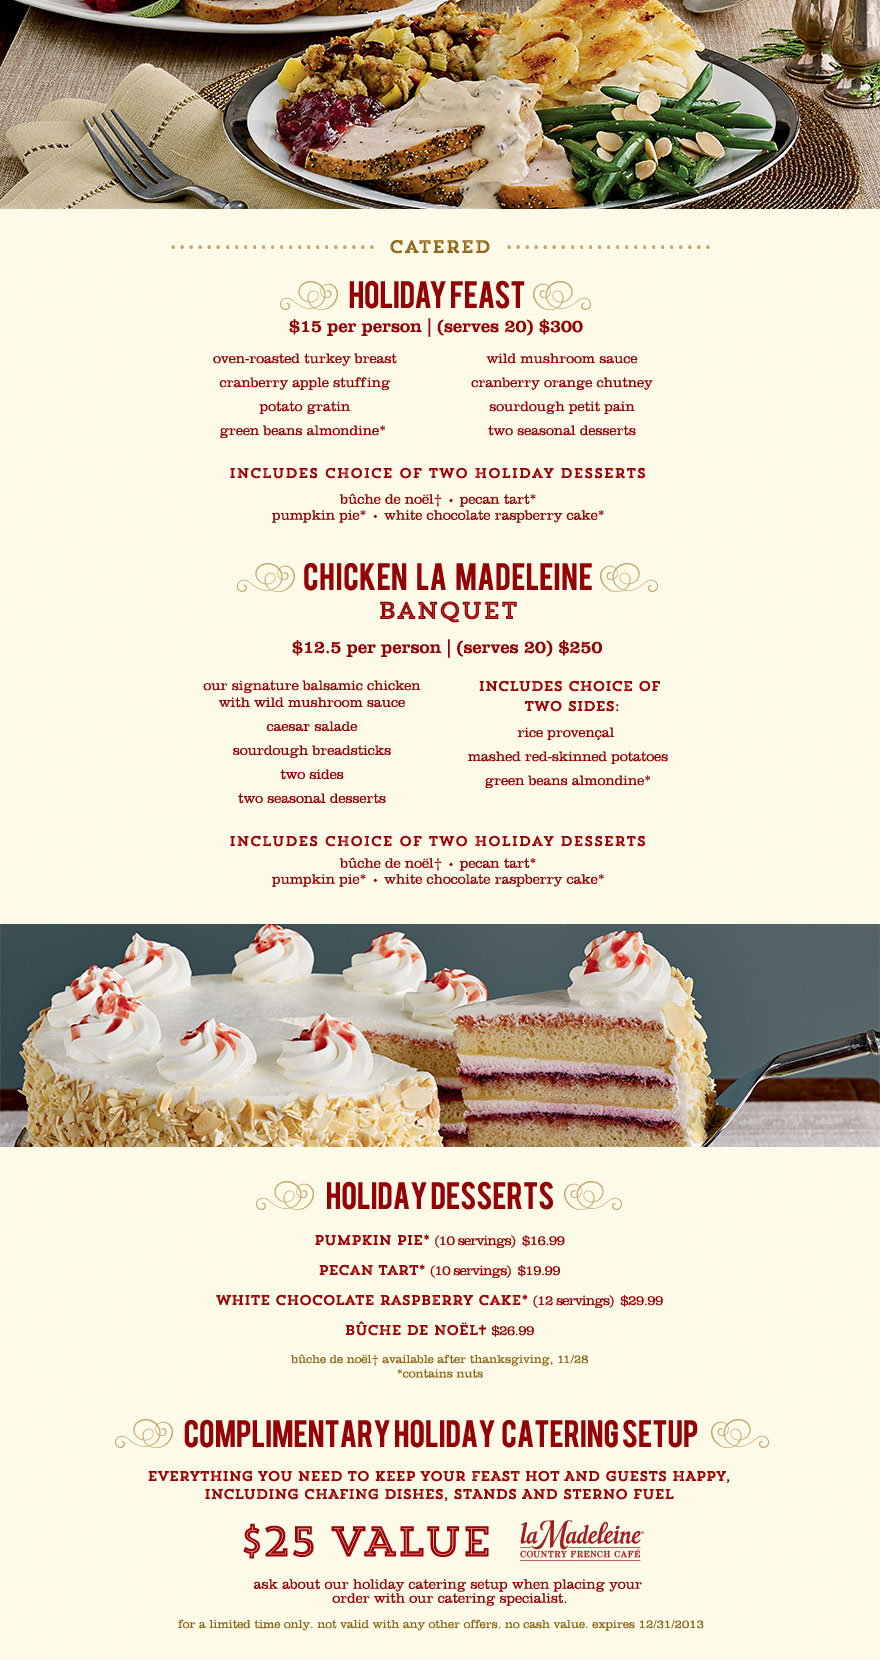 CATERED
HOLIDAY FEAST
$15 per person | (serves 20) $300
oven-roasted turkey breast
cranberry apple stuffing
potato gratin
green beans almondine*
wild mushroom sauce
cranberry orange chutney
sourdough petit pain
two seasonal desserts
INCLUDES CHOICE OF TWO HOLIDAY DESSERTS
bûche de noël† • pecan tart*
pumpkin pie* • white chocolate raspberry cake*
CHICKEN LA MADELEINE
BANQUET
$12.5 per person | (serves 20) $250
our signature balsamic chicken
with wild mushroom sauce
caesar salade
sourdough breadsticks
two sides
two seasonal desserts
INCLUDES CHOICE OF
TWO SIDES:
rice provençal
mashed red-skinned potatoes
green beans almondine*
INCLUDES CHOICE OF TWO HOLIDAY DESSERTS
bûche de noël† • pecan tart*
pumpkin pie* • white chocolate raspberry cake*
HOLIDAY DESSERTS
PUMPKIN PIE* (10 servings) $16.99
PECAN TART* (10 servings) $19.99
WHITE CHOCOLATE RASPBERRY CAKE* (12 servings) $29.99
BÛCHE DE NOËL† $26.99
bûche de noël† available after thanksgiving, 11/28
*contains nuts
COMPLIMENTARY HOLIDAY CATERING SETUP
EVERYTHING YOU NEED TO KEEP YOUR FEAST HOT AND GUESTS HAPPY,
INCLUDING CHAFING DISHES, STANDS AND STERNO FUEL
$25 VALUE
la Madeleine
COUNTRY FRENCH CAFÉ
ask about our holiday catering setup when placing your
order with our catering specialist.
for a limited time only. not valid with any other offers. no cash value. expires 12/31/2013